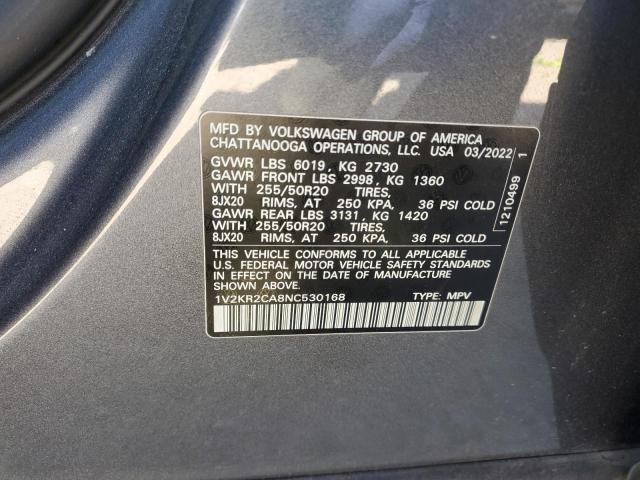 MFD BY VOLKSWAGEN GROUP OF AMERICA
CHATTANOOGA OPERATIONS, LLC. USA 03/2022
GVWR LBS 6019, KG 2730
GAWR FRONT LBS 2998, KG 1360
WITH 255/50R20 TIRES,
8JX20 RIMS, AT 250 KPA, 36 PSI COLD
GAWR REAR LBS 3131, KG 1420
WITH 255/50R20 TIRES,
8JX20 RIMS, AT 250 KPA, 36 PSI COLD
THIS VEHICLE CONFORMS TO ALL APPLICABLE
U.S. FEDERAL MOTOR VEHICLE SAFETY STANDARDS
IN EFFECT ON THE DATE OF MANUFACTURE
SHOWN ABOVE.
1V2KR2CA8NC530168 TYPE: MPV
1210499 1